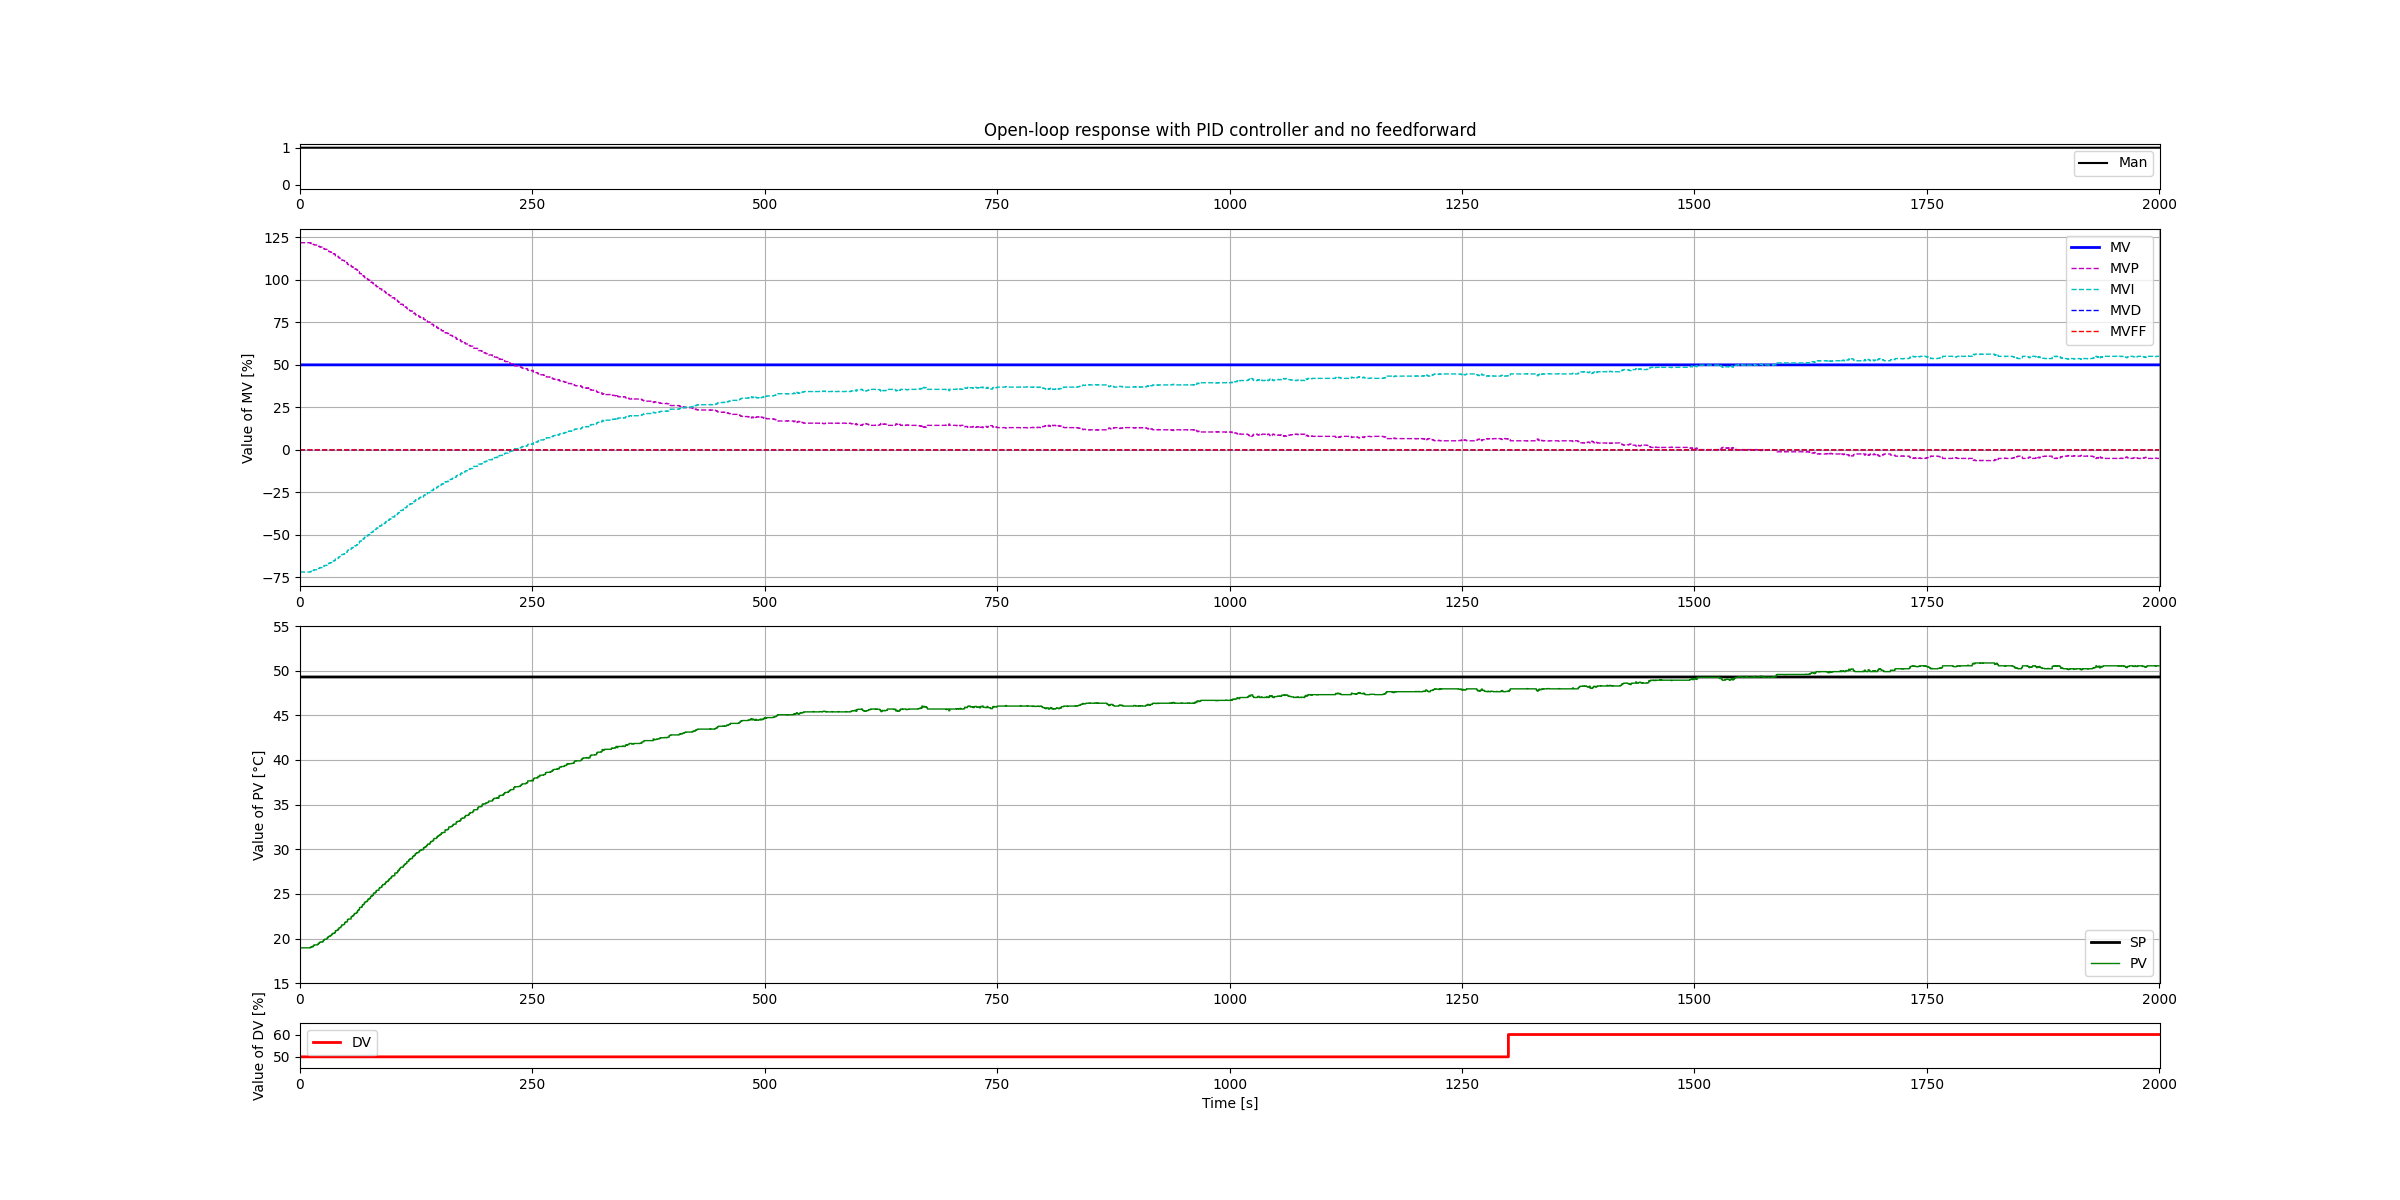 Open-loop response with PID controller and no feedforward
1
0
Man
0 250 500 750 1000 1250 1500 1750 2000
Value of MV [%]
125
100
75
50
25
0
−25
−50
−75
MV
MVP
MVI
MVD
MVFF
0 250 500 750 1000 1250 1500 1750 2000
Value of PV [°C]
55
50
45
40
35
30
25
20
15
SP
PV
0 250 500 750 1000 1250 1500 1750 2000
Value of DV [%]
60
50
DV
0 250 500 750 1000 1250 1500 1750 2000
Time [s]